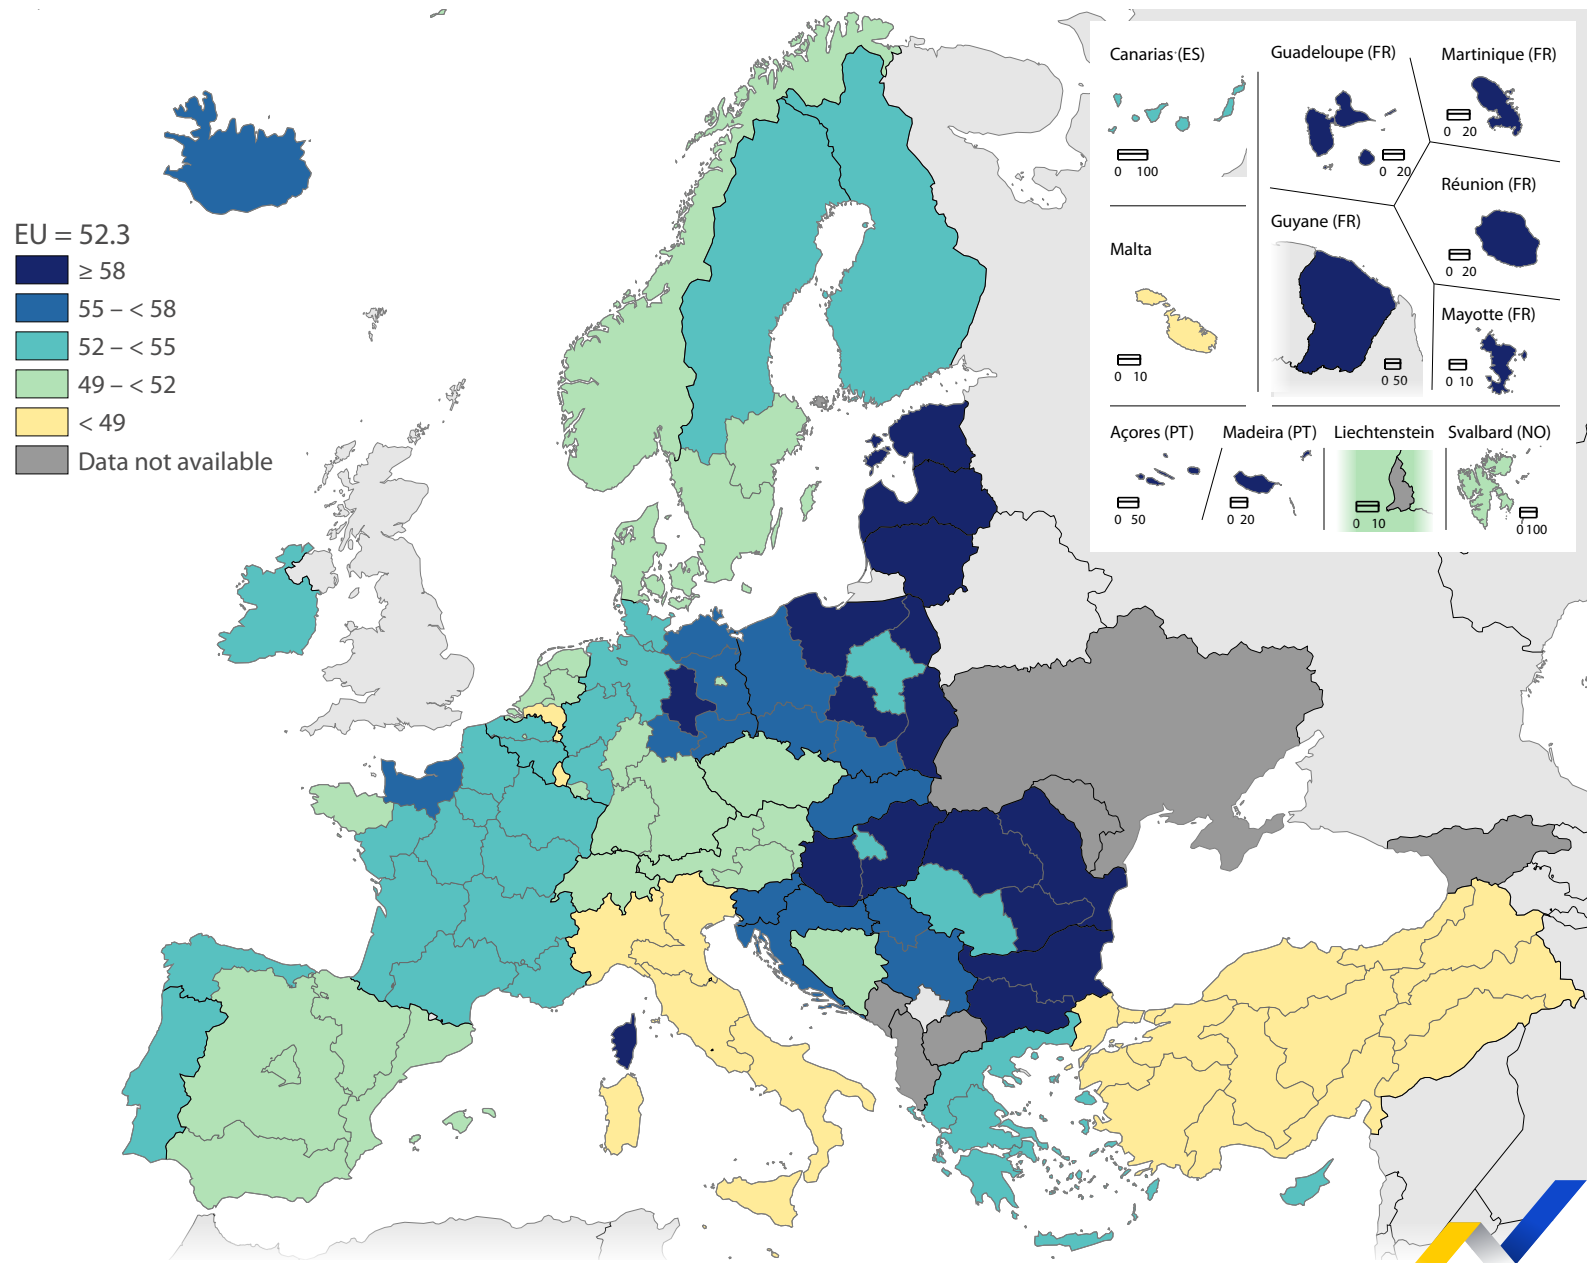 EU = 52.3
≥ 58
55 – < 58
52 – < 55
49 – < 52
< 49
Data not available
Canarias (ES)
0 100
Guadeloupe (FR)
0 20
Martinique (FR)
0 20
Réunion (FR)
0 20
Malta
0 10
Guyane (FR)
0 50
Mayotte (FR)
0 10
Açores (PT)
0 50
Madeira (PT)
0 20
Liechtenstein
0 10
Svalbard (NO)
0 100